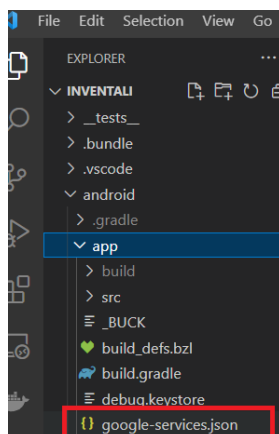 File Edit Selection View Go
EXPLORER
INVENTALI
__tests__
.bundle
.vscode
android
.gradle
app
build
src
_BUCK
build_defs.bzl
build.gradle
debug.keystore
google-services.json